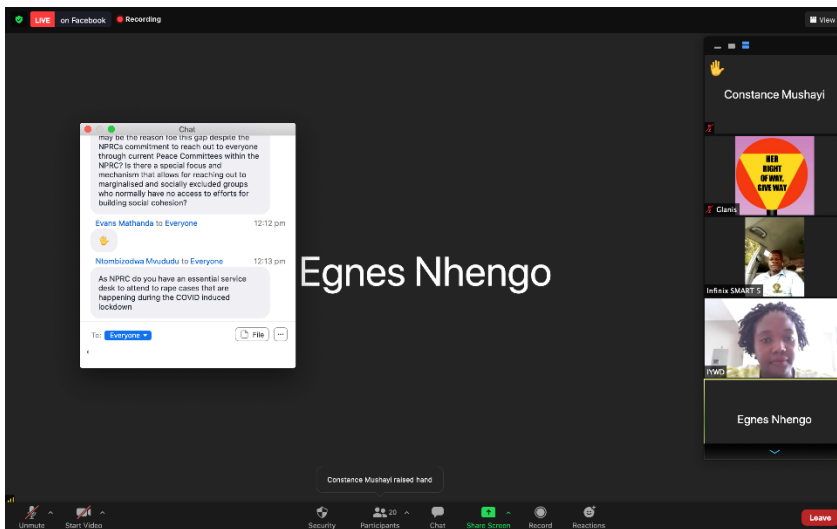 LIVE on Facebook Recording
View
Chat
may be the reason foe this gap despite the
NPRCs commitment to reach out to everyone
through current Peace Committees within the
NPRC? Is there a special focus and
mechanism that allows for reaching out to
marginalised and socially excluded groups
who normally have no access to efforts for
building social cohesion?
Evans Mathanda to Everyone 12:12 pm
Ntombizodwa Mvududu to Everyone 12:13 pm
As NPRC do you have an essential service
desk to attend to rape cases that are
happening during the COVID induced
lockdown
To: Everyone
File
Egnes Nhengo
Constance Mushayi
HER
RIGHT
OF WAY,
GIVE WAY
Glanis
Infinix SMART 5
IYWD
Egnes Nhengo
Constance Mushayi raised hand
Unmute Start Video Security Participants 20 Chat Share Screen Record Reactions Leave